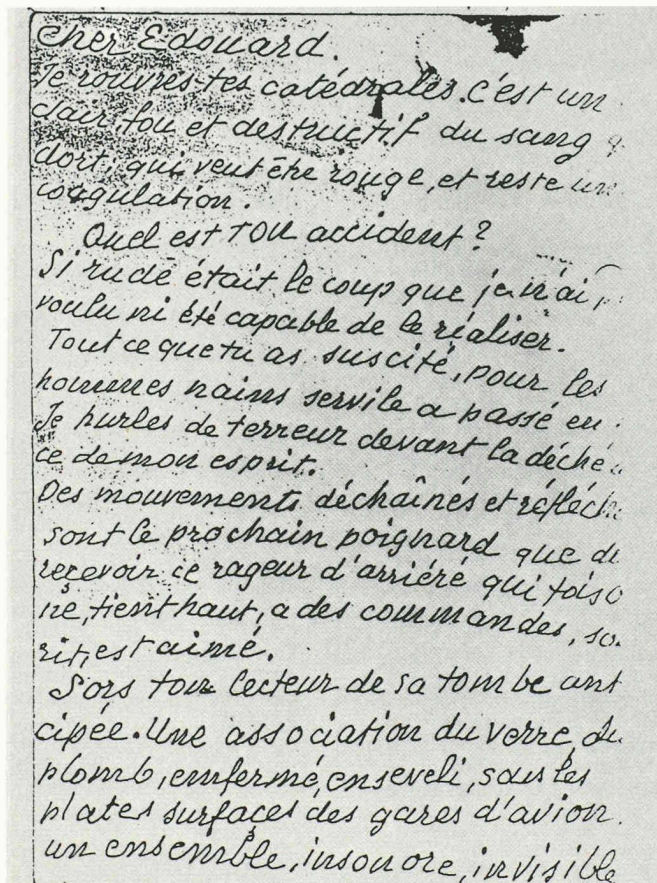 Cher Edouard.
Je rouvres tes catédrales. c'est un
clair, fou et destructif du sang q
dort, qui veut être rouge, et reste une
coagulation.
Quel est TON accident?
Si rude était le coup que je n'ai p
voulu ni été capable de le réaliser.
Tout ce que tu as suscité, pour les
hommes nains servile a passé en
Je hurles de terreur devant la déché
ce de mon esprit.
Des mouvements déchaînés et réfléch
sont le prochain poignard que de
recevoir ce rageur d'arriéré qui foiso
ne, tient haut, a des commandes, so
rit, est aimé.
Sors ton lecteur de sa tombe ant
cipée. Une association du verre, du
plomb, enfermé, enseveli, sous les
plates surfaces des gares d'avion.
un ensemble, insonore, invisible